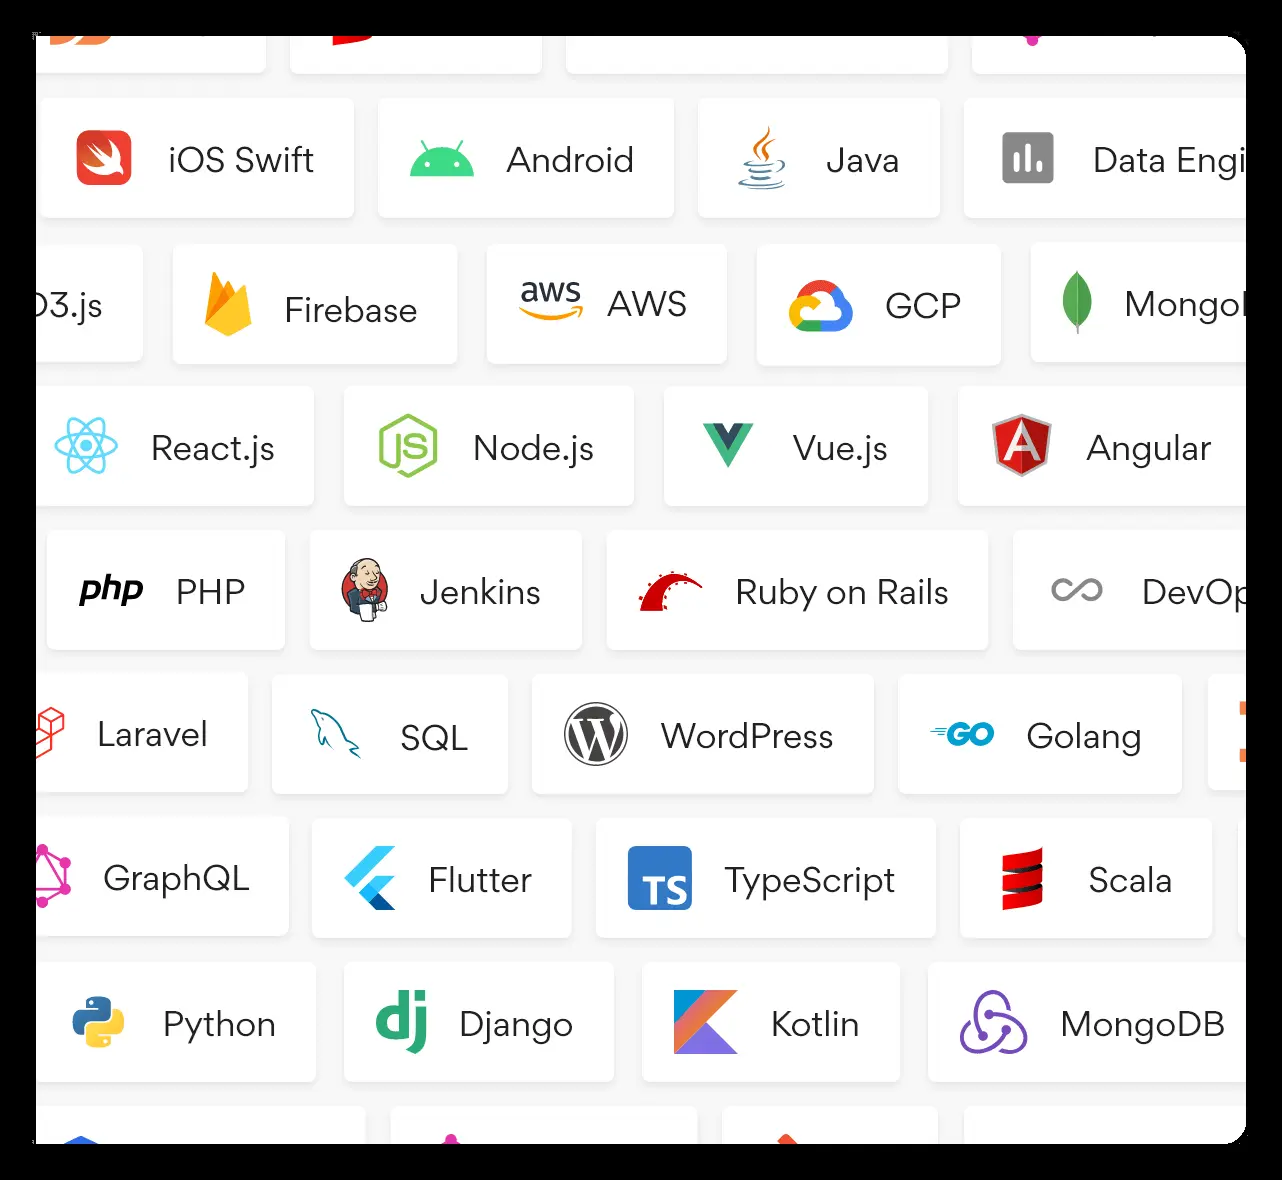 iOS Swift
Android
Java
Data Engi
D3.js
Firebase
aws AWS
GCP
Mongo
React.js
JS Node.js
Vue.js
A Angular
php PHP
Jenkins
Ruby on Rails
DevOp
Laravel
SQL
W WordPress
GO Golang
GraphQL
Flutter
TS TypeScript
Scala
Python
dj Django
Kotlin
MongoDB